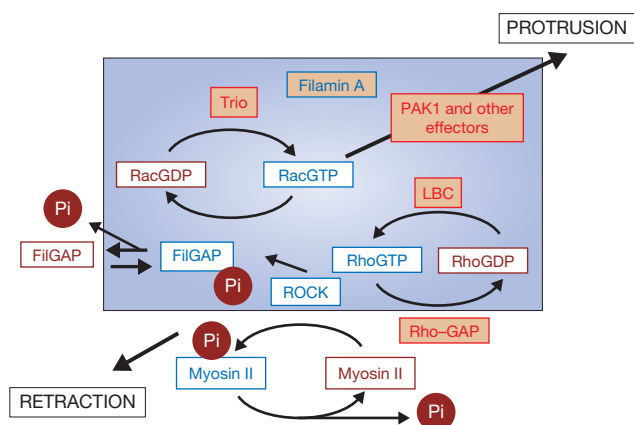 PROTRUSION
Filamin A
Trio
PAK1 and other
effectors
RacGDP
RacGTP
LBC
Pi
FilGAP
FilGAP
RhoGTP
RhoGDP
Pi
ROCK
Rho–GAP
Pi
Myosin II
Myosin II
RETRACTION
Pi